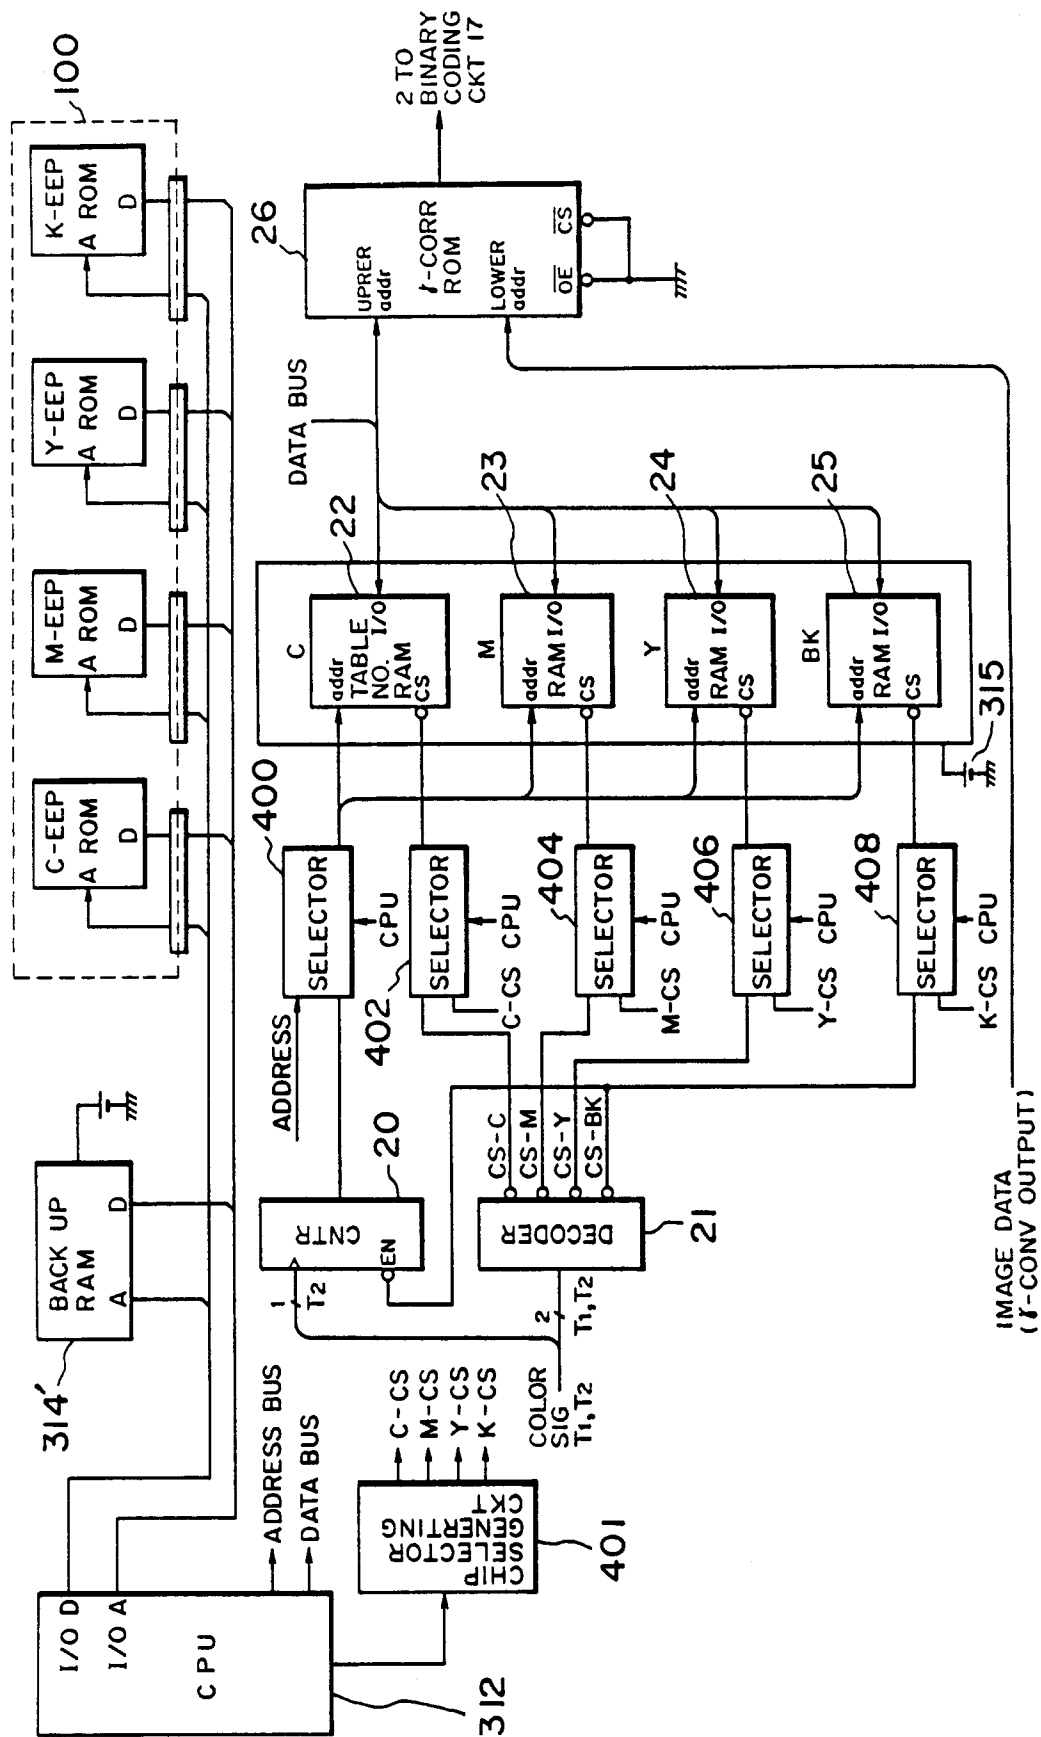 100
C-EEP
A ROM
D
M-EEP
A ROM
D
Y-EEP
A ROM
D
K-EEP
A ROM
D
314'
BACK UP
RAM
A
D
I/O D
I/O A
CPU
312
ADDRESS BUS
DATA BUS
CHIP
SELECTOR
GENERTING
CKT
401
C-CS
M-CS
Y-CS
K-CS
COLOR
SIG
T1,T2
1
T2
2
T1,T2
CNTR
EN
20
DECODER
21
CS-C
CS-M
CS-Y
CS-BK
ADDRESS
SELECTOR
400
CPU
402
SELECTOR
C-CS CPU
SELECTOR
404
M-CS CPU
SELECTOR
406
Y-CS CPU
SELECTOR
408
K-CS CPU
C
22
addr
TABLE
NO. I/O
RAM
CS
M
23
addr
RAM I/O
CS
Y
24
addr
RAM I/O
CS
BK
25
addr
RAM I/O
CS
315
DATA BUS
26
UPRER
addr
γ-CORR
ROM
LOWER
addr
OE
CS
2 TO
BINARY
CODING
CKT 17
IMAGE DATA
(γ-CONV OUTPUT)